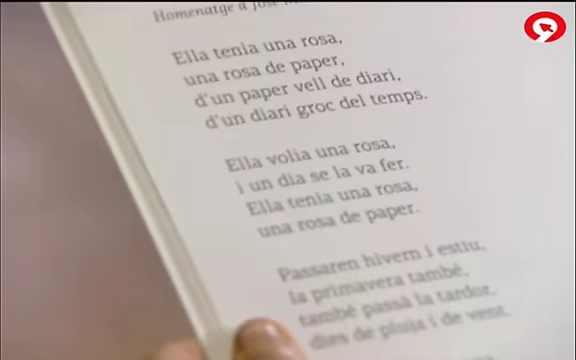 Homenatge a José
Ella tenia una rosa,
una rosa de paper,
d'un paper vell de diari,
d'un diari groc del temps.
Ella volia una rosa,
i un dia se la va fer.
Ella tenia una rosa,
una rosa de paper.
Passaren hivern i estiu,
la primavera també,
també passà la tardor,
dies de pluja i de vent.